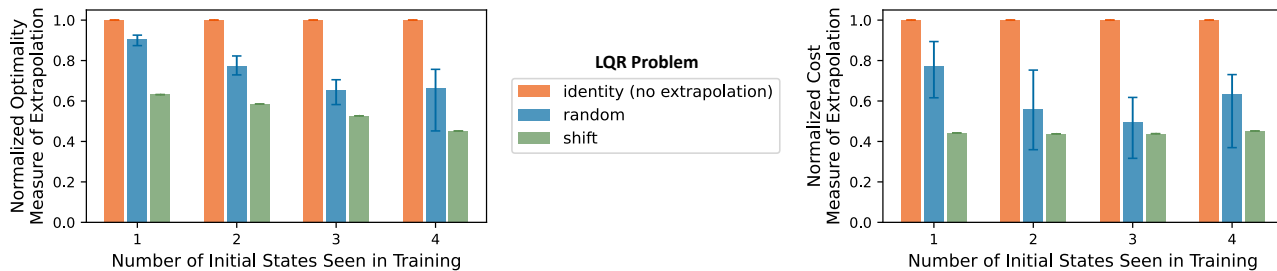 Normalized Optimality
Measure of Extrapolation
1.0
0.8
0.6
0.4
0.2
0.0
1
2
3
4
Number of Initial States Seen in Training
LQR Problem
identity (no extrapolation)
random
shift
Normalized Cost
Measure of Extrapolation
1.0
0.8
0.6
0.4
0.2
0.0
1
2
3
4
Number of Initial States Seen in Training